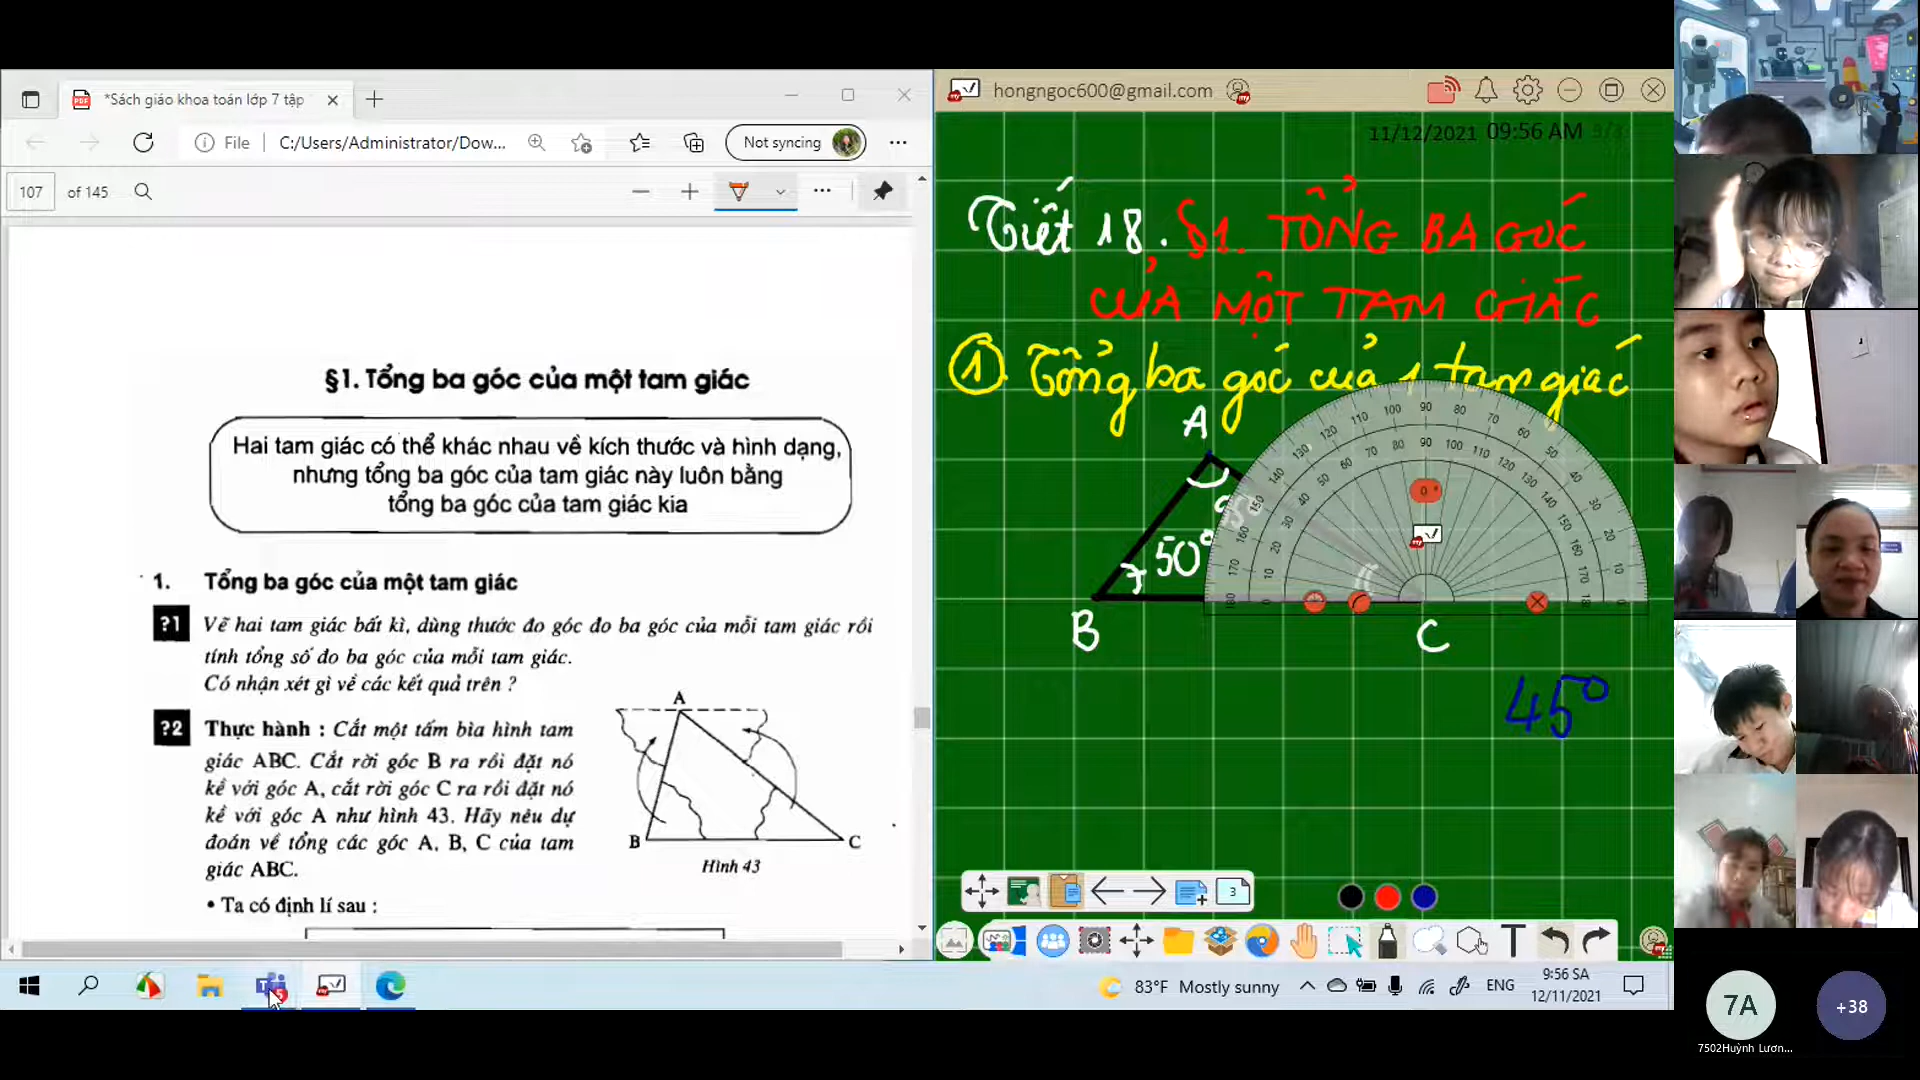 *Sách giáo khoa toán lớp 7 tập
File
C:/Users/Administrator/Dow...
Not syncing
107 of 145
§1. Tổng ba góc của một tam giác
Hai tam giác có thể khác nhau về kích thước và hình dạng,
nhưng tổng ba góc của tam giác này luôn bằng
tổng ba góc của tam giác kia
1. Tổng ba góc của một tam giác
?1 Vẽ hai tam giác bất kì, dùng thước đo góc đo ba góc của mỗi tam giác rồi
tính tổng số đo ba góc của mỗi tam giác.
Có nhận xét gì về các kết quả trên ?
?2 Thực hành : Cắt một tấm bìa hình tam
giác ABC. Cắt rời góc B ra rồi đặt nó
kề với góc A, cắt rời góc C ra rồi đặt nó
kề với góc A như hình 43. Hãy nêu dự
đoán về tổng các góc A, B, C của tam
giác ABC.
A
B
C
Hình 43
• Ta có định lí sau :
hongngoc600@gmail.com
11/12/2021 09:56 AM
Tiết 18. §1. TỔNG BA GÓC
CỦA MỘT TAM GIÁC
① Tổng ba góc của 1 tam giác
A
50°
B
C
45°
3
T
83°F Mostly sunny
ENG
9:56 SA
12/11/2021
7A
+38
7502Huỳnh Lươn...